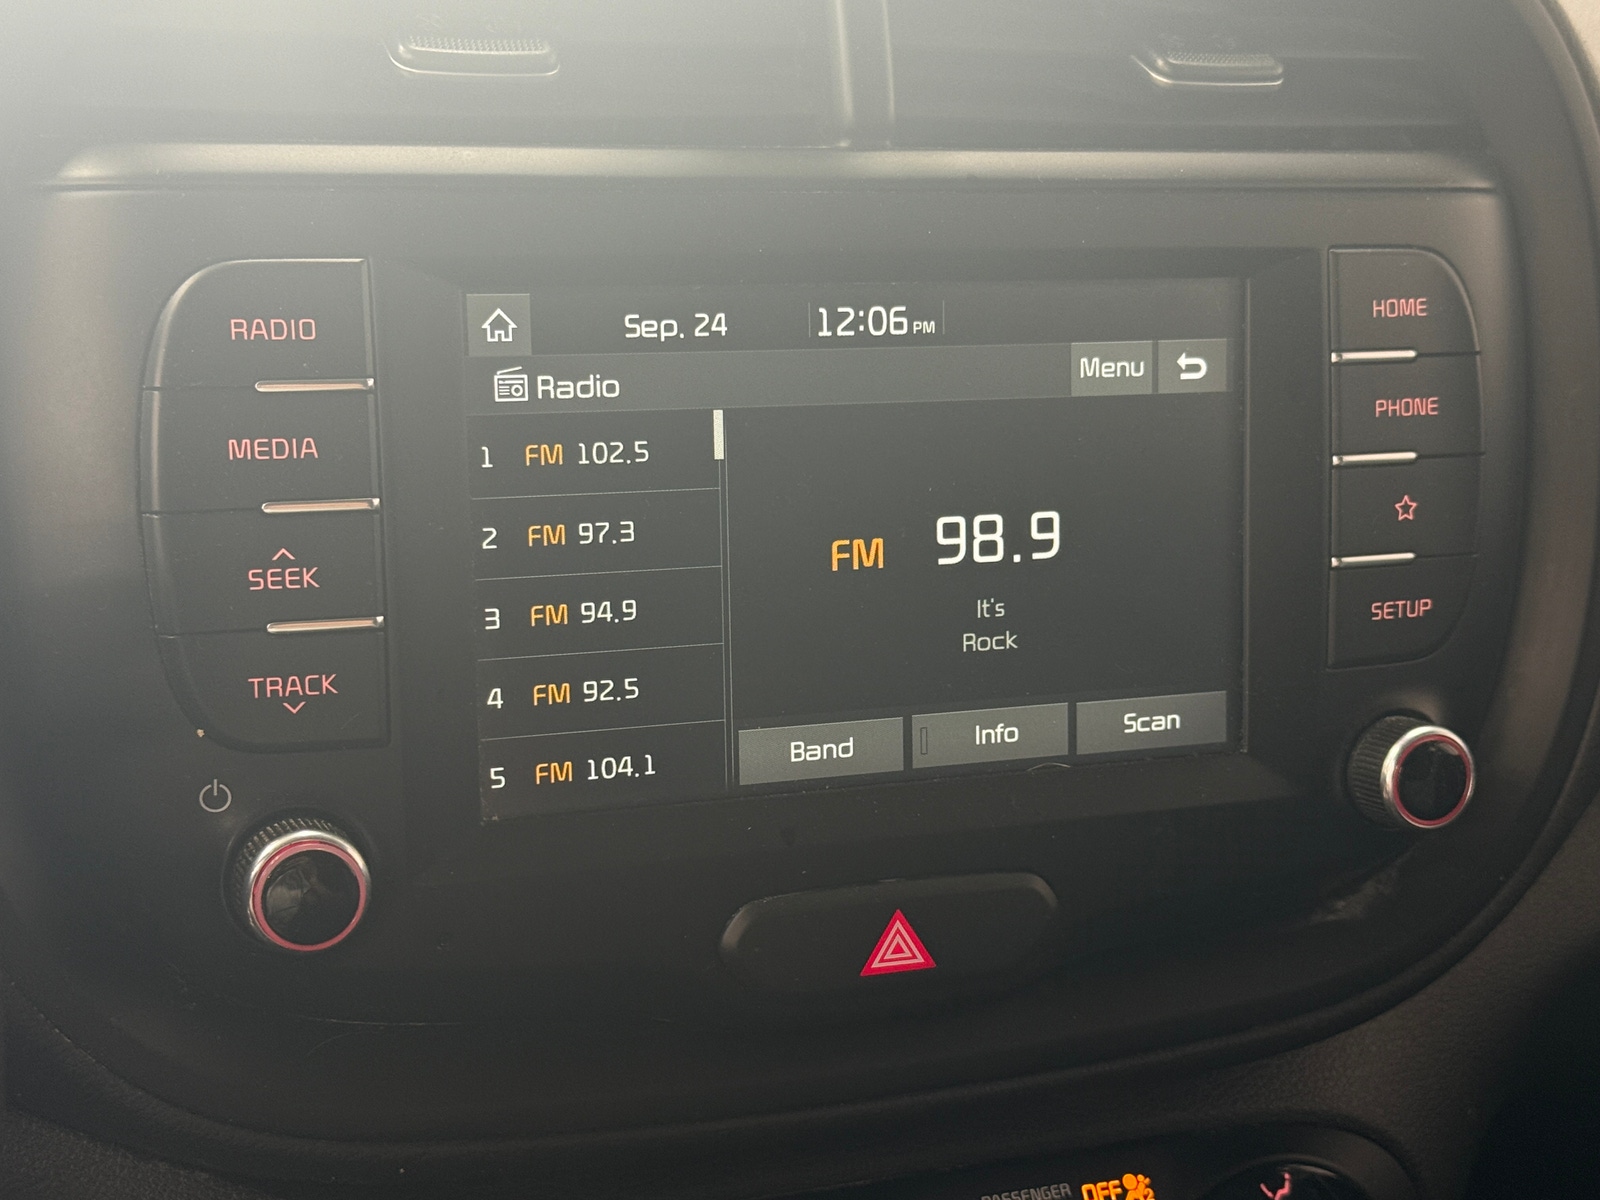 RADIO
MEDIA
SEEK
TRACK
Sep. 24
12:06 PM
Radio
Menu
1 FM 102.5
2 FM 97.3
3 FM 94.9
4 FM 92.5
5 FM 104.1
FM 98.9
It's
Rock
Band
Info
Scan
HOME
PHONE
SETUP
PASSENGER OFF